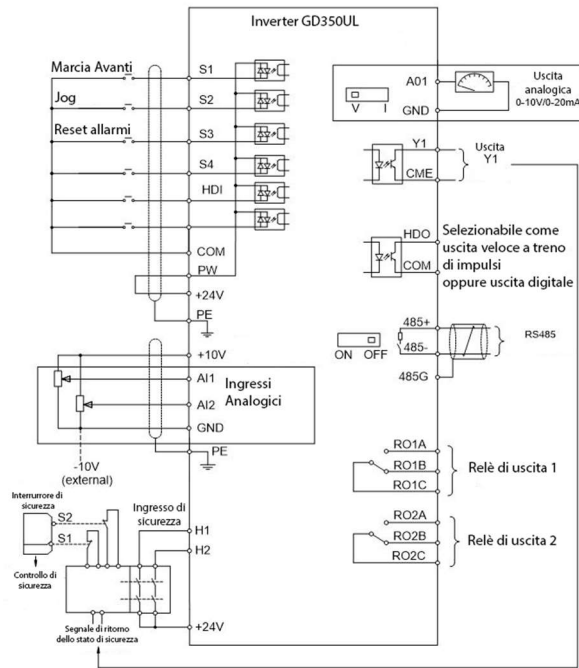 Inverter GD350UL
Marcia Avanti
S1
Jog
S2
Reset allarmi
S3
S4
HDI
COM
PW
+24V
PE
+10V
AI1
Ingressi
Analogici
AI2
GND
PE
-10V
(external)
Interrurrore di
sicurezza
S2
S1
Controllo di
sicurezza
Ingresso di
sicurezza
H1
H2
+24V
Segnale di ritorno
dello stato di sicurezza
A01
V I
GND
Uscita
analogica
0-10V/0-20mA
Y1
CME
Uscita
Y1
HDO
COM
Selezionabile come
uscita veloce a treno
di impulsi
oppure uscita digitale
ON OFF
485+
485-
485G
RS485
RO1A
RO1B
RO1C
Relè di uscita 1
RO2A
RO2B
RO2C
Relè di uscita 2